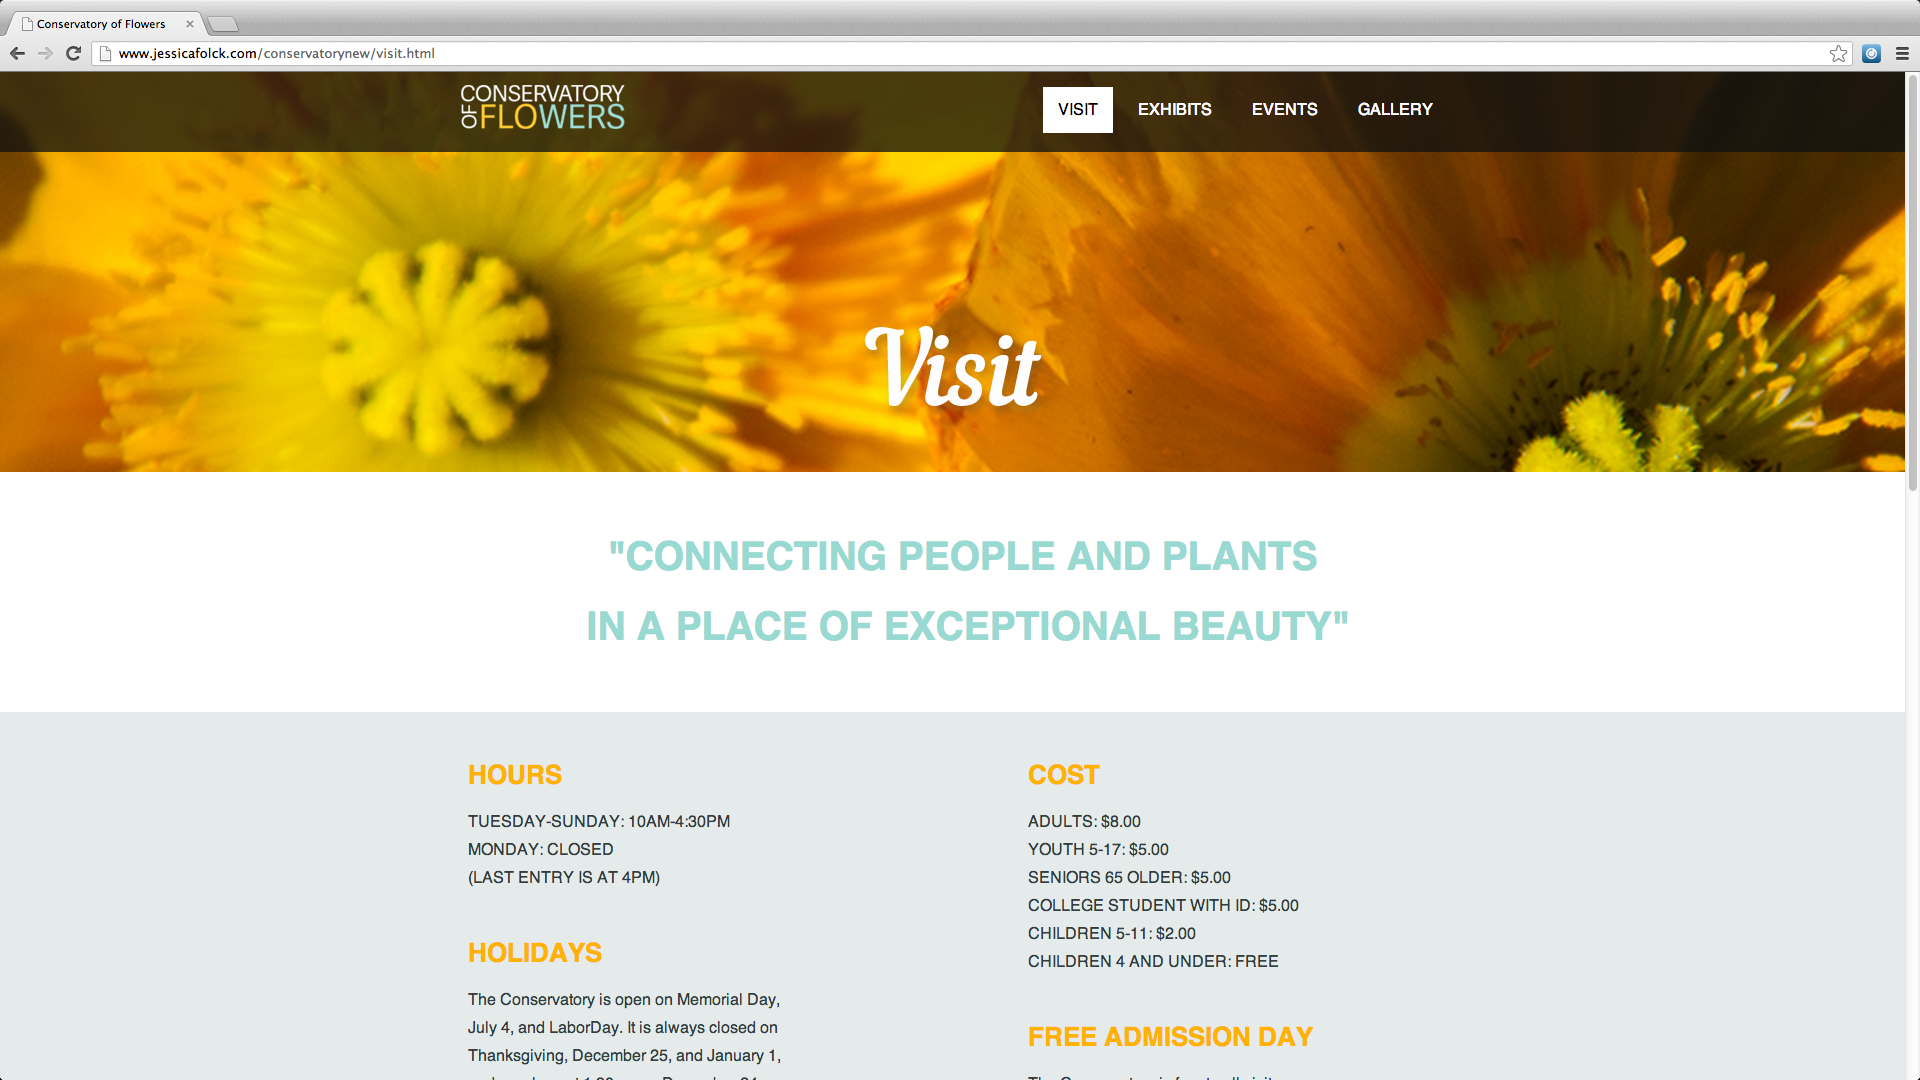 Conservatory of Flowers
www.jessicafolck.com/conservatorynew/visit.html
CONSERVATORY
OF FLOWERS
VISIT
EXHIBITS
EVENTS
GALLERY
Visit
"CONNECTING PEOPLE AND PLANTS
IN A PLACE OF EXCEPTIONAL BEAUTY"
HOURS
TUESDAY-SUNDAY: 10AM-4:30PM
MONDAY: CLOSED
(LAST ENTRY IS AT 4PM)
HOLIDAYS
The Conservatory is open on Memorial Day,
July 4, and LaborDay. It is always closed on
Thanksgiving, December 25, and January 1,
COST
ADULTS: $8.00
YOUTH 5-17: $5.00
SENIORS 65 OLDER: $5.00
COLLEGE STUDENT WITH ID: $5.00
CHILDREN 5-11: $2.00
CHILDREN 4 AND UNDER: FREE
FREE ADMISSION DAY